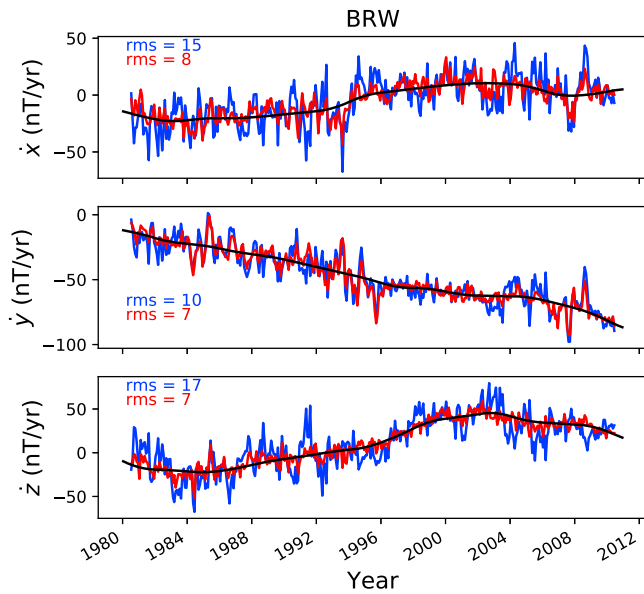 BRW
rms = 15
rms = 8
50
0
−50
ẋ (nT/yr)
0
−50
−100
ẏ (nT/yr)
rms = 10
rms = 7
rms = 17
rms = 7
50
0
−50
ż (nT/yr)
1980 1984 1988 1992 1996 2000 2004 2008 2012
Year